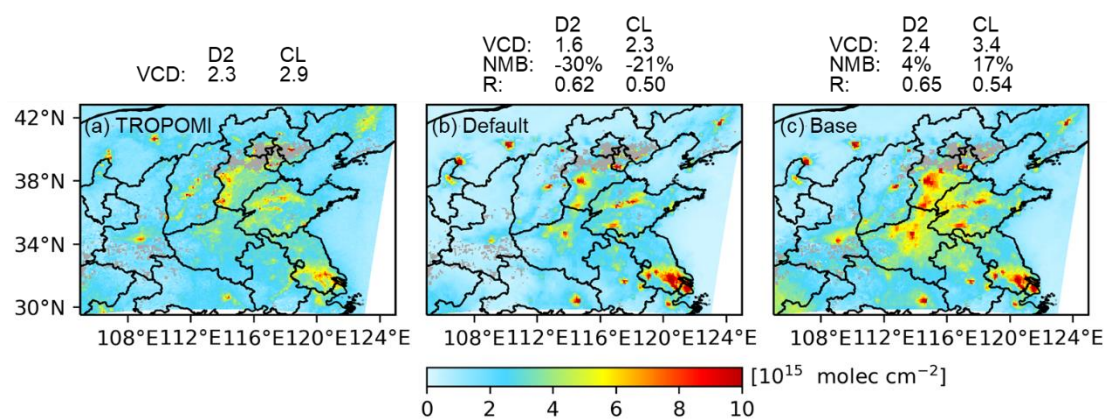 D2 CL
VCD: 2.3 2.9
D2 CL
VCD: 1.6 2.3
NMB: -30% -21%
R: 0.62 0.50
D2 CL
VCD: 2.4 3.4
NMB: 4% 17%
R: 0.65 0.54
(a) TROPOMI
(b) Default
(c) Base
42°N
38°N
34°N
30°N
108°E112°E116°E120°E124°E
108°E112°E116°E120°E124°E
108°E112°E116°E120°E124°E
[10¹⁵ molec cm⁻²]
0 2 4 6 8 10